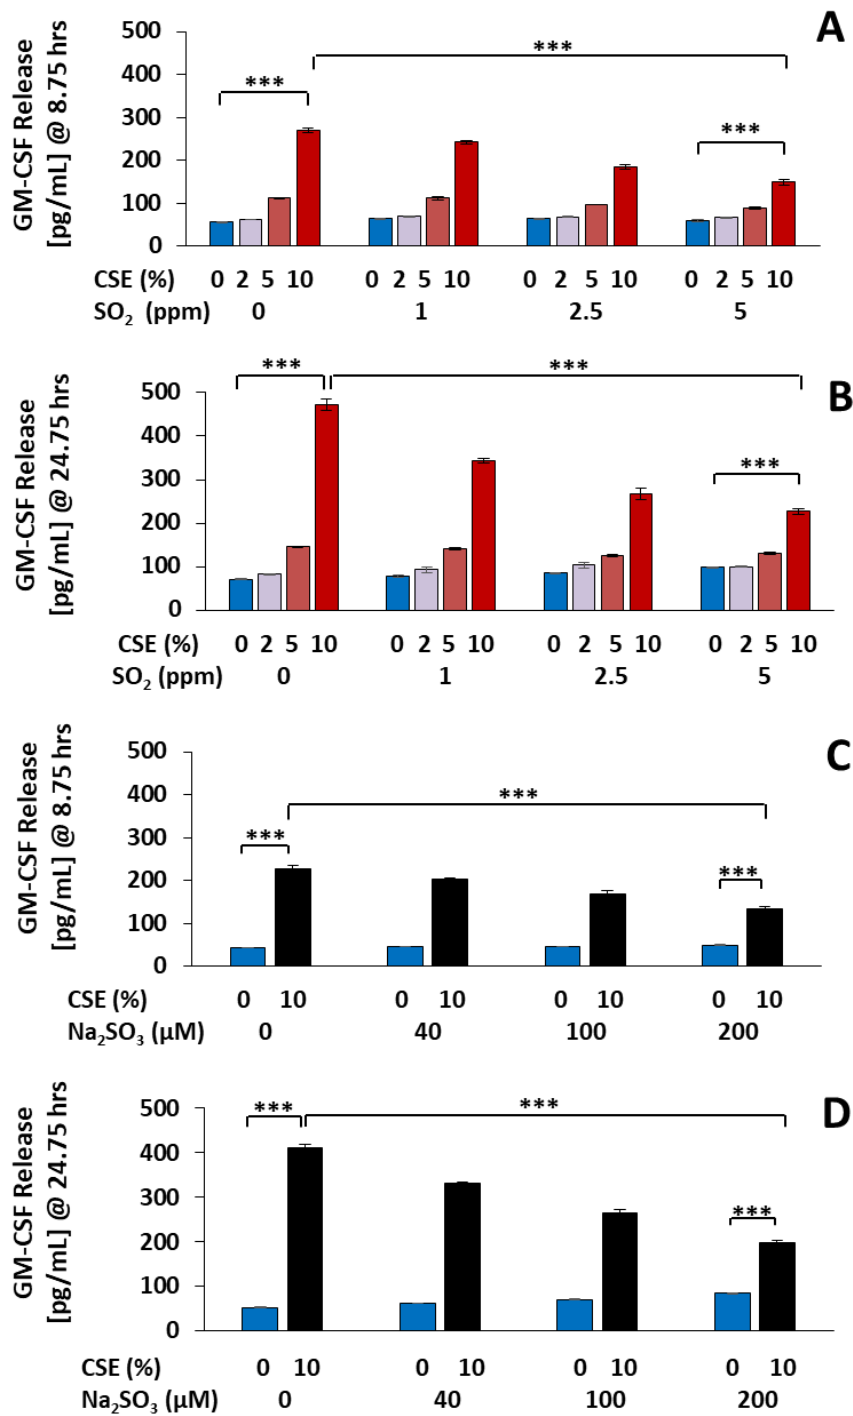 A
GM-CSF Release
[pg/mL] @ 8.75 hrs
500
400
300
200
100
0
***
***
***
CSE (%) 0 2 5 10 0 2 5 10 0 2 5 10 0 2 5 10
SO₂ (ppm) 0 1 2.5 5
B
GM-CSF Release
[pg/mL] @ 24.75 hrs
500
400
300
200
100
0
***
***
***
CSE (%) 0 2 5 10 0 2 5 10 0 2 5 10 0 2 5 10
SO₂ (ppm) 0 1 2.5 5
C
GM-CSF Release
[pg/mL] @ 8.75 hrs
500
400
300
200
100
0
***
***
***
CSE (%) 0 10 0 10 0 10 0 10
Na₂SO₃ (μM) 0 40 100 200
D
GM-CSF Release
[pg/mL] @ 24.75 hrs
500
400
300
200
100
0
***
***
***
CSE (%) 0 10 0 10 0 10 0 10
Na₂SO₃ (μM) 0 40 100 200